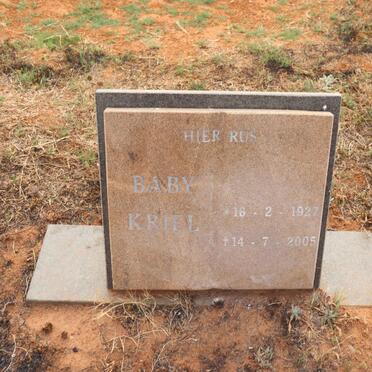 HIER RUS
BABY
KRIEL
* 16 - 2 - 1927
† 14 - 7 - 2005